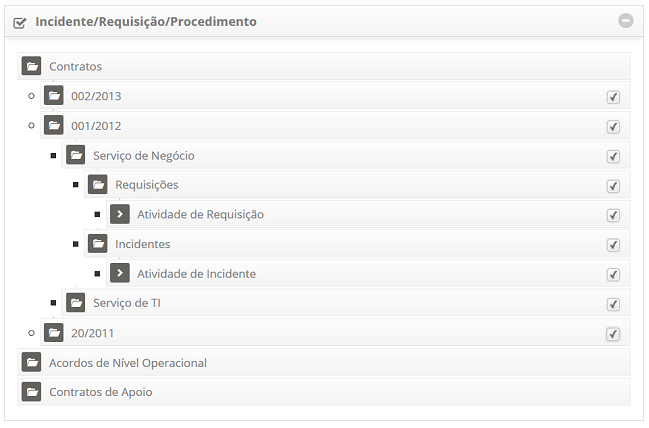 Incidente/Requisição/Procedimento
Contratos
002/2013
001/2012
Serviço de Negócio
Requisições
Atividade de Requisição
Incidentes
Atividade de Incidente
Serviço de TI
20/2011
Acordos de Nível Operacional
Contratos de Apoio